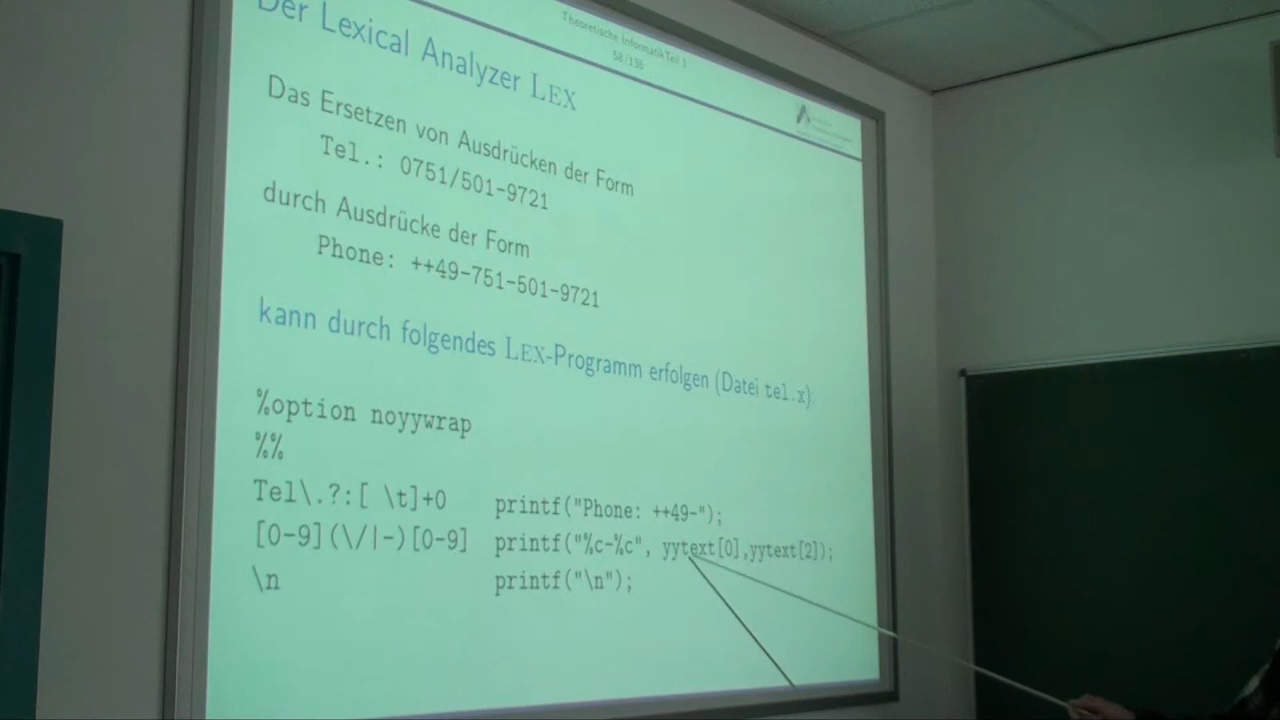 Theoretische Informatik Teil 1
58/136
Der Lexical Analyzer LEX
Das Ersetzen von Ausdrücken der Form
Tel.: 0751/501-9721
durch Ausdrücke der Form
Phone: ++49-751-501-9721
kann durch folgendes LEX-Programm erfolgen (Datei tel.x)
%option noyywrap
%%
Tel\.?:[ \t]+0 printf("Phone: ++49-");
[0-9](\/|-)[0-9] printf("%c-%c", yytext[0],yytext[2]);
\n printf("\n");